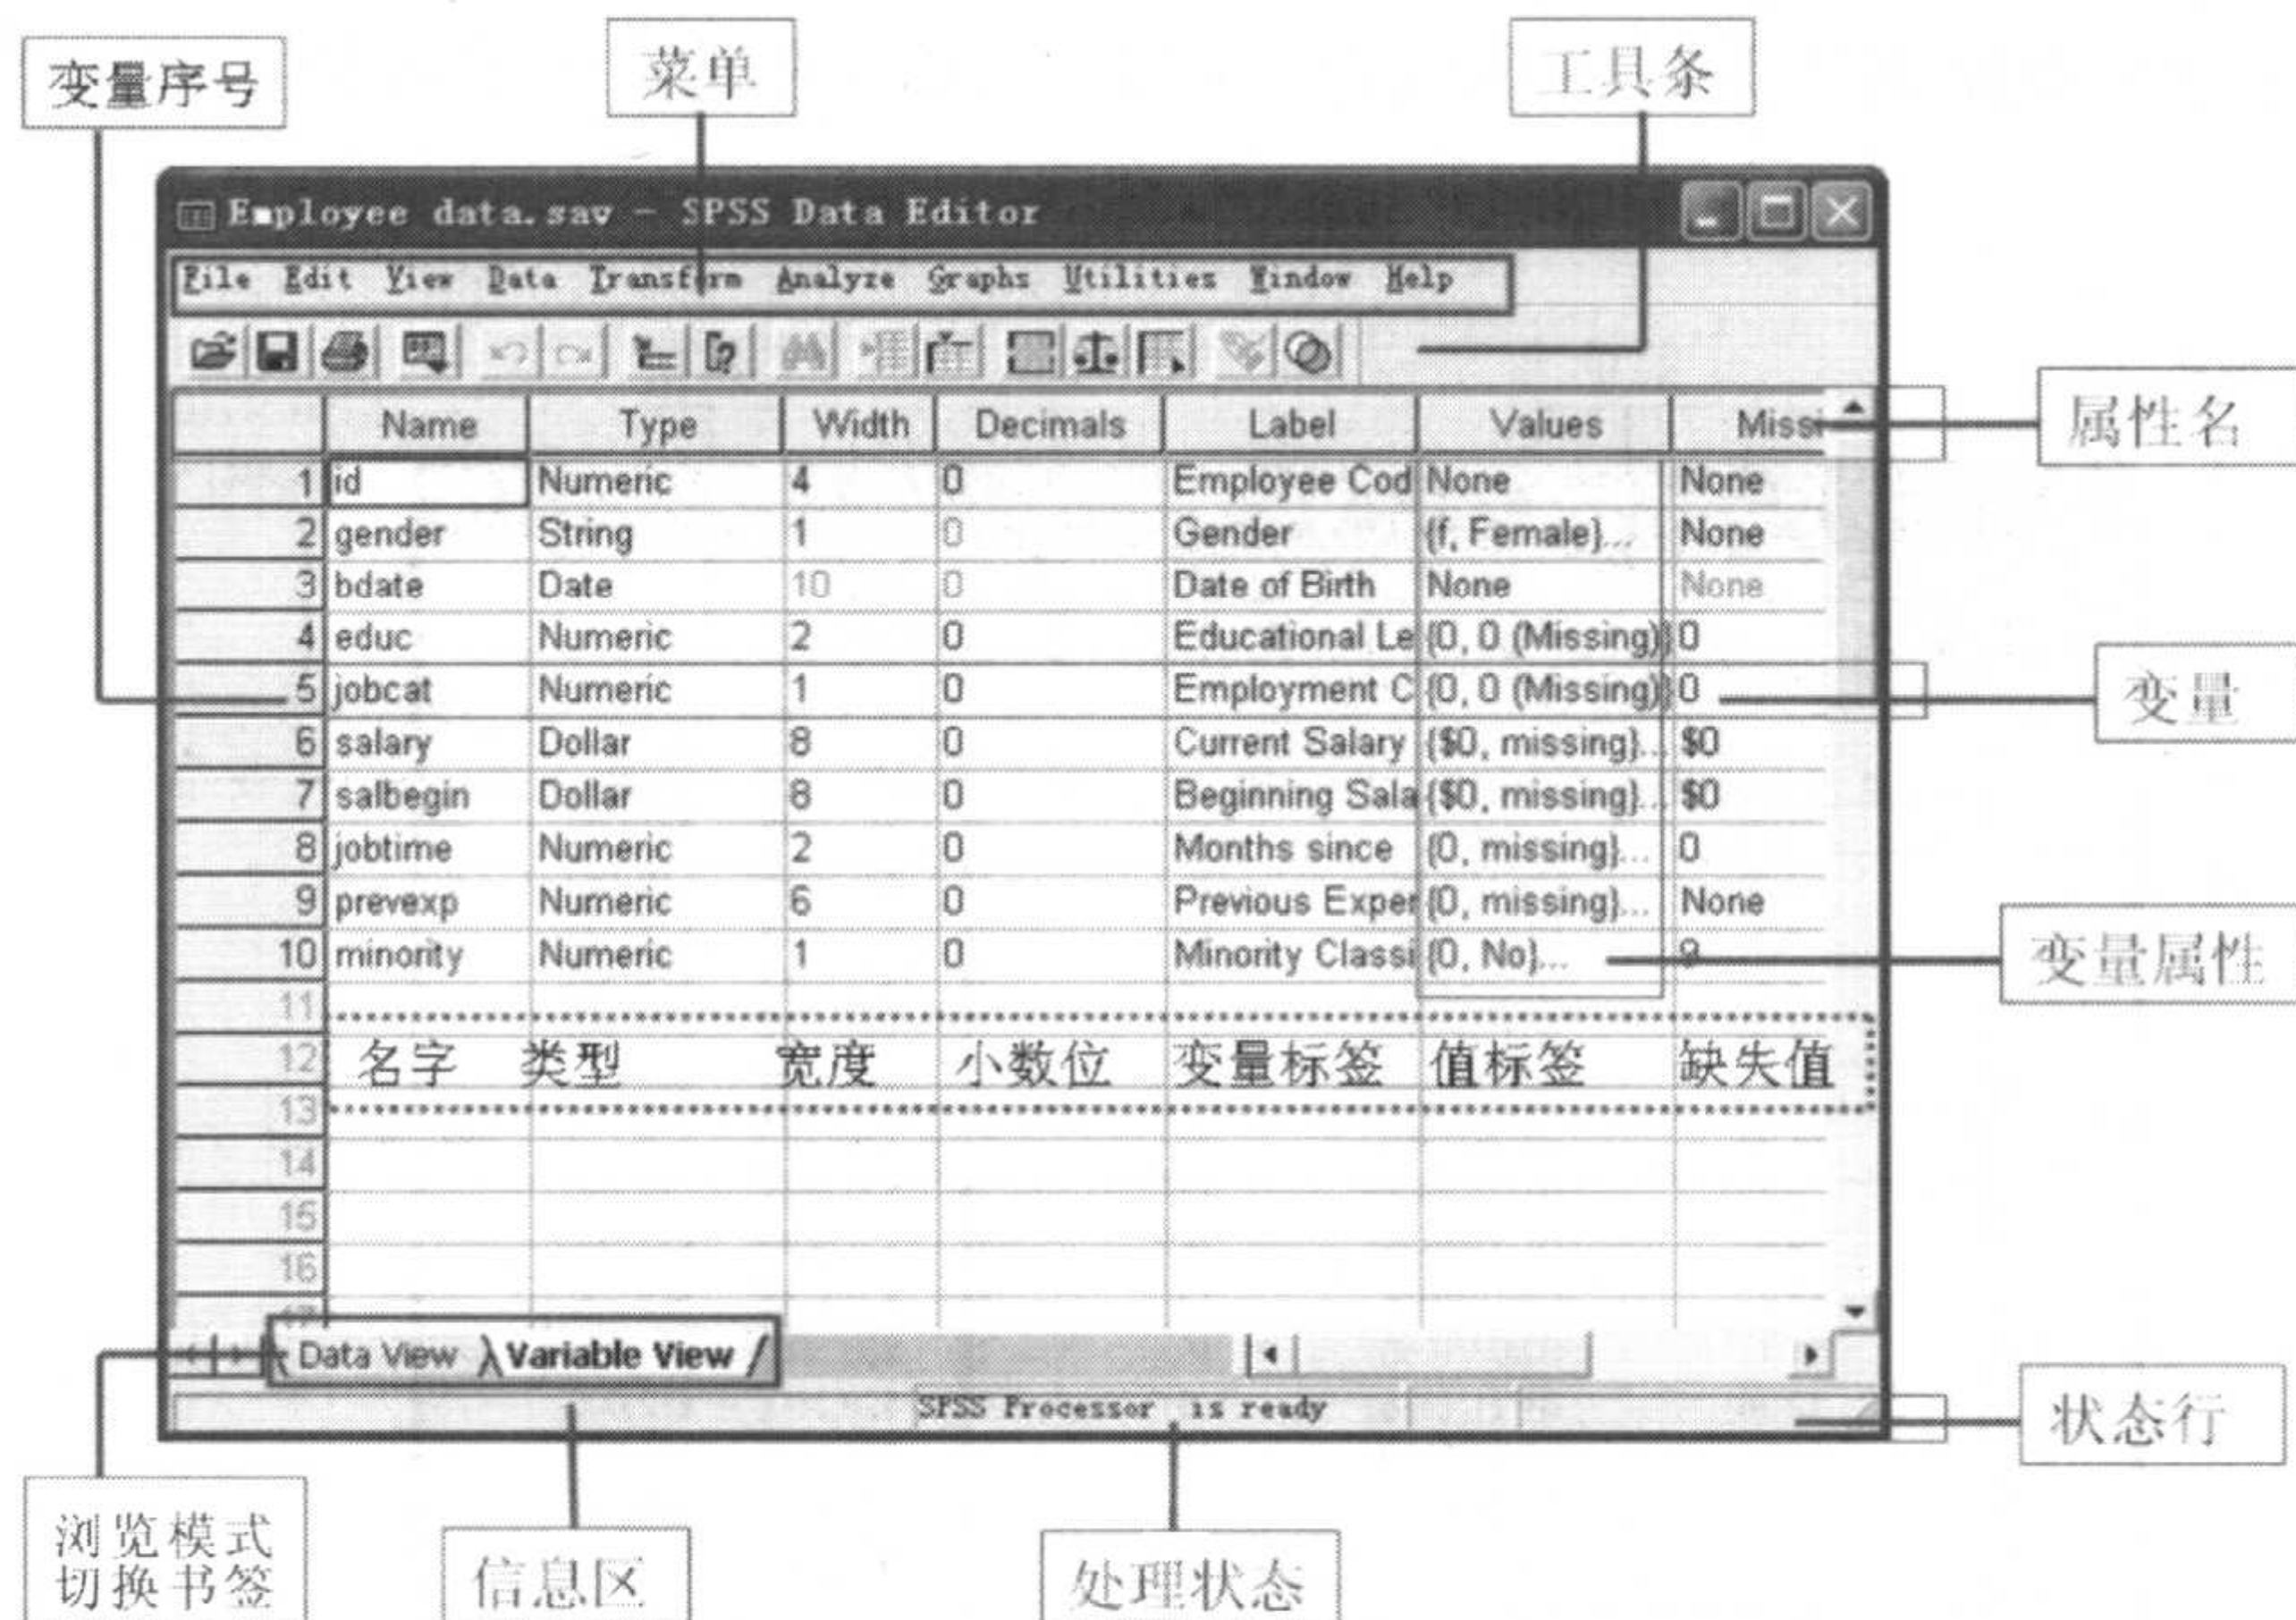 变量序号
菜单
工具条
Employee data.sav - SPSS Data Editor
File Edit View Data Transform Analyze Graphs Utilities Window Help
Name Type Width Decimals Label Values Missi
属性名
1 id Numeric 4 0 Employee Cod None None
2 gender String 1 0 Gender {f, Female}... None
3 bdate Date 10 0 Date of Birth None None
4 educ Numeric 2 0 Educational Le {0, 0 (Missing)} 0
5 jobcat Numeric 1 0 Employment C {0, 0 (Missing)} 0
变量
6 salary Dollar 8 0 Current Salary {$0, missing}... $0
7 salbegin Dollar 8 0 Beginning Sala {$0, missing}... $0
8 jobtime Numeric 2 0 Months since {0, missing}... 0
9 prevexp Numeric 6 0 Previous Exper {0, missing}... None
10 minority Numeric 1 0 Minority Classi {0, No}... 9
变量属性
11
12 名字 类型 宽度 小数位 变量标签 值标签 缺失值
13
14
15
16
Data View Variable View
SPSS Processor is ready
状态行
浏览模式
切换书签
信息区
处理状态